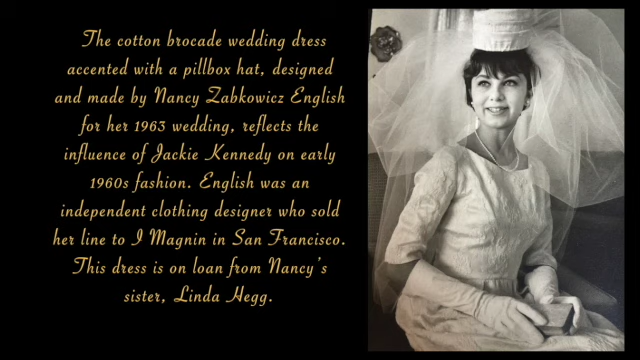 The cotton brocade wedding dress
accented with a pillbox hat, designed
and made by Nancy Zabkowicz English
for her 1963 wedding, reflects the
influence of Jackie Kennedy on early
1960s fashion. English was an
independent clothing designer who sold
her line to I Magnin in San Francisco.
This dress is on loan from Nancy's
sister, Linda Hegg.